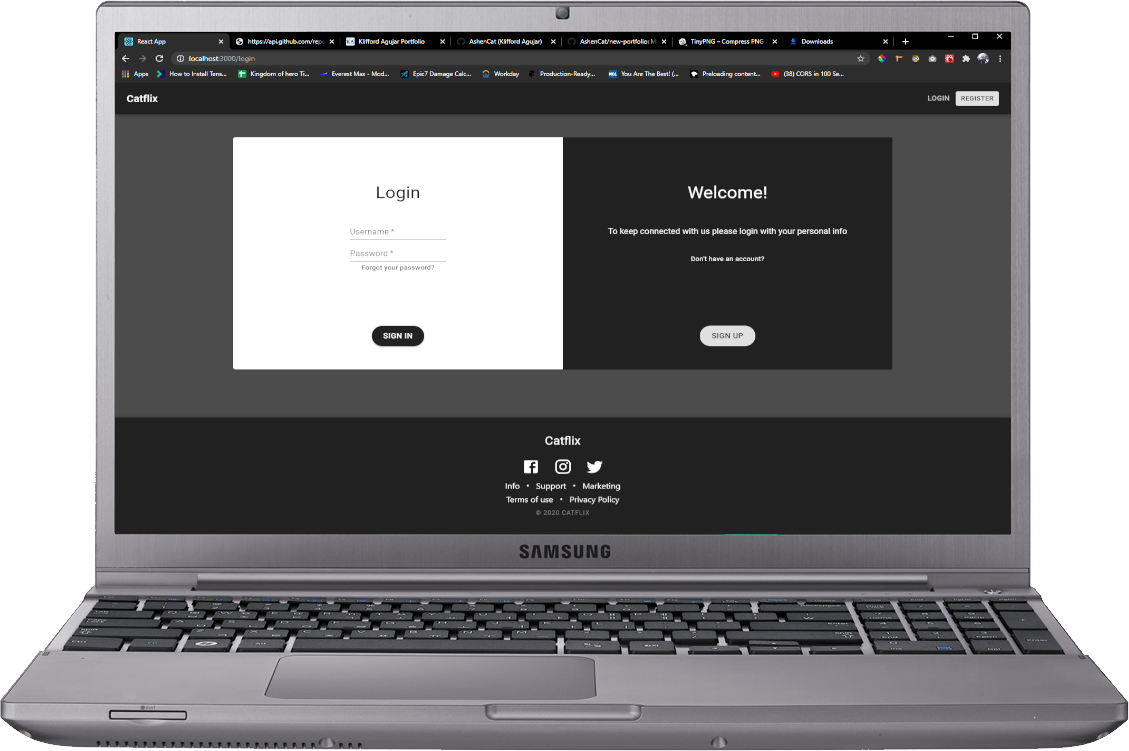 React App
https://api.github.com/repo
Klifford Agujar Portfolio
AshenCat (Klifford Agujar)
AshenCat/new-portfolio: M
TinyPNG – Compress PNG
Downloads
localhost:3000/login
Apps
How to Install Tens...
Kingdom of hero Ti...
Everest Max - Mod...
Epic7 Damage Calc...
Workday
Production-Ready...
You Are The Best! (...
Preloading content...
(38) CORS in 100 Se...
Catflix
LOGIN
REGISTER
Login
Username *
Password *
Forgot your password?
SIGN IN
Welcome!
To keep connected with us please login with your personal info
Don't have an account?
SIGN UP
Catflix
Info • Support • Marketing
Terms of use • Privacy Policy
© 2020 CATFLIX
SAMSUNG